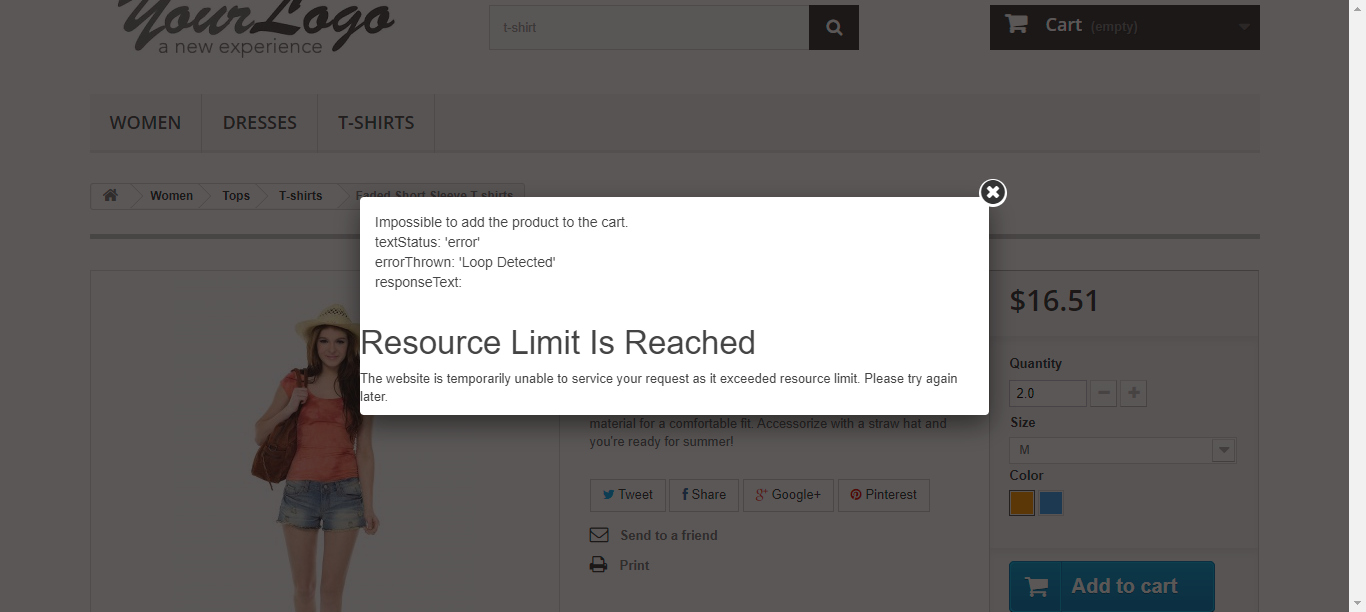 YourLogo
a new experience
t-shirt
Cart (empty)
WOMEN
DRESSES
T-SHIRTS
Women
Tops
T-shirts
Faded Short Sleeve T-shirts
Impossible to add the product to the cart.
textStatus: 'error'
errorThrown: 'Loop Detected'
responseText:
Resource Limit Is Reached
The website is temporarily unable to service your request as it exceeded resource limit. Please try again
later.
material for a comfortable fit. Accessorize with a straw hat and
you're ready for summer!
Tweet
Share
Google+
Pinterest
Send to a friend
Print
$16.51
Quantity
2.0
Size
M
Color
Add to cart